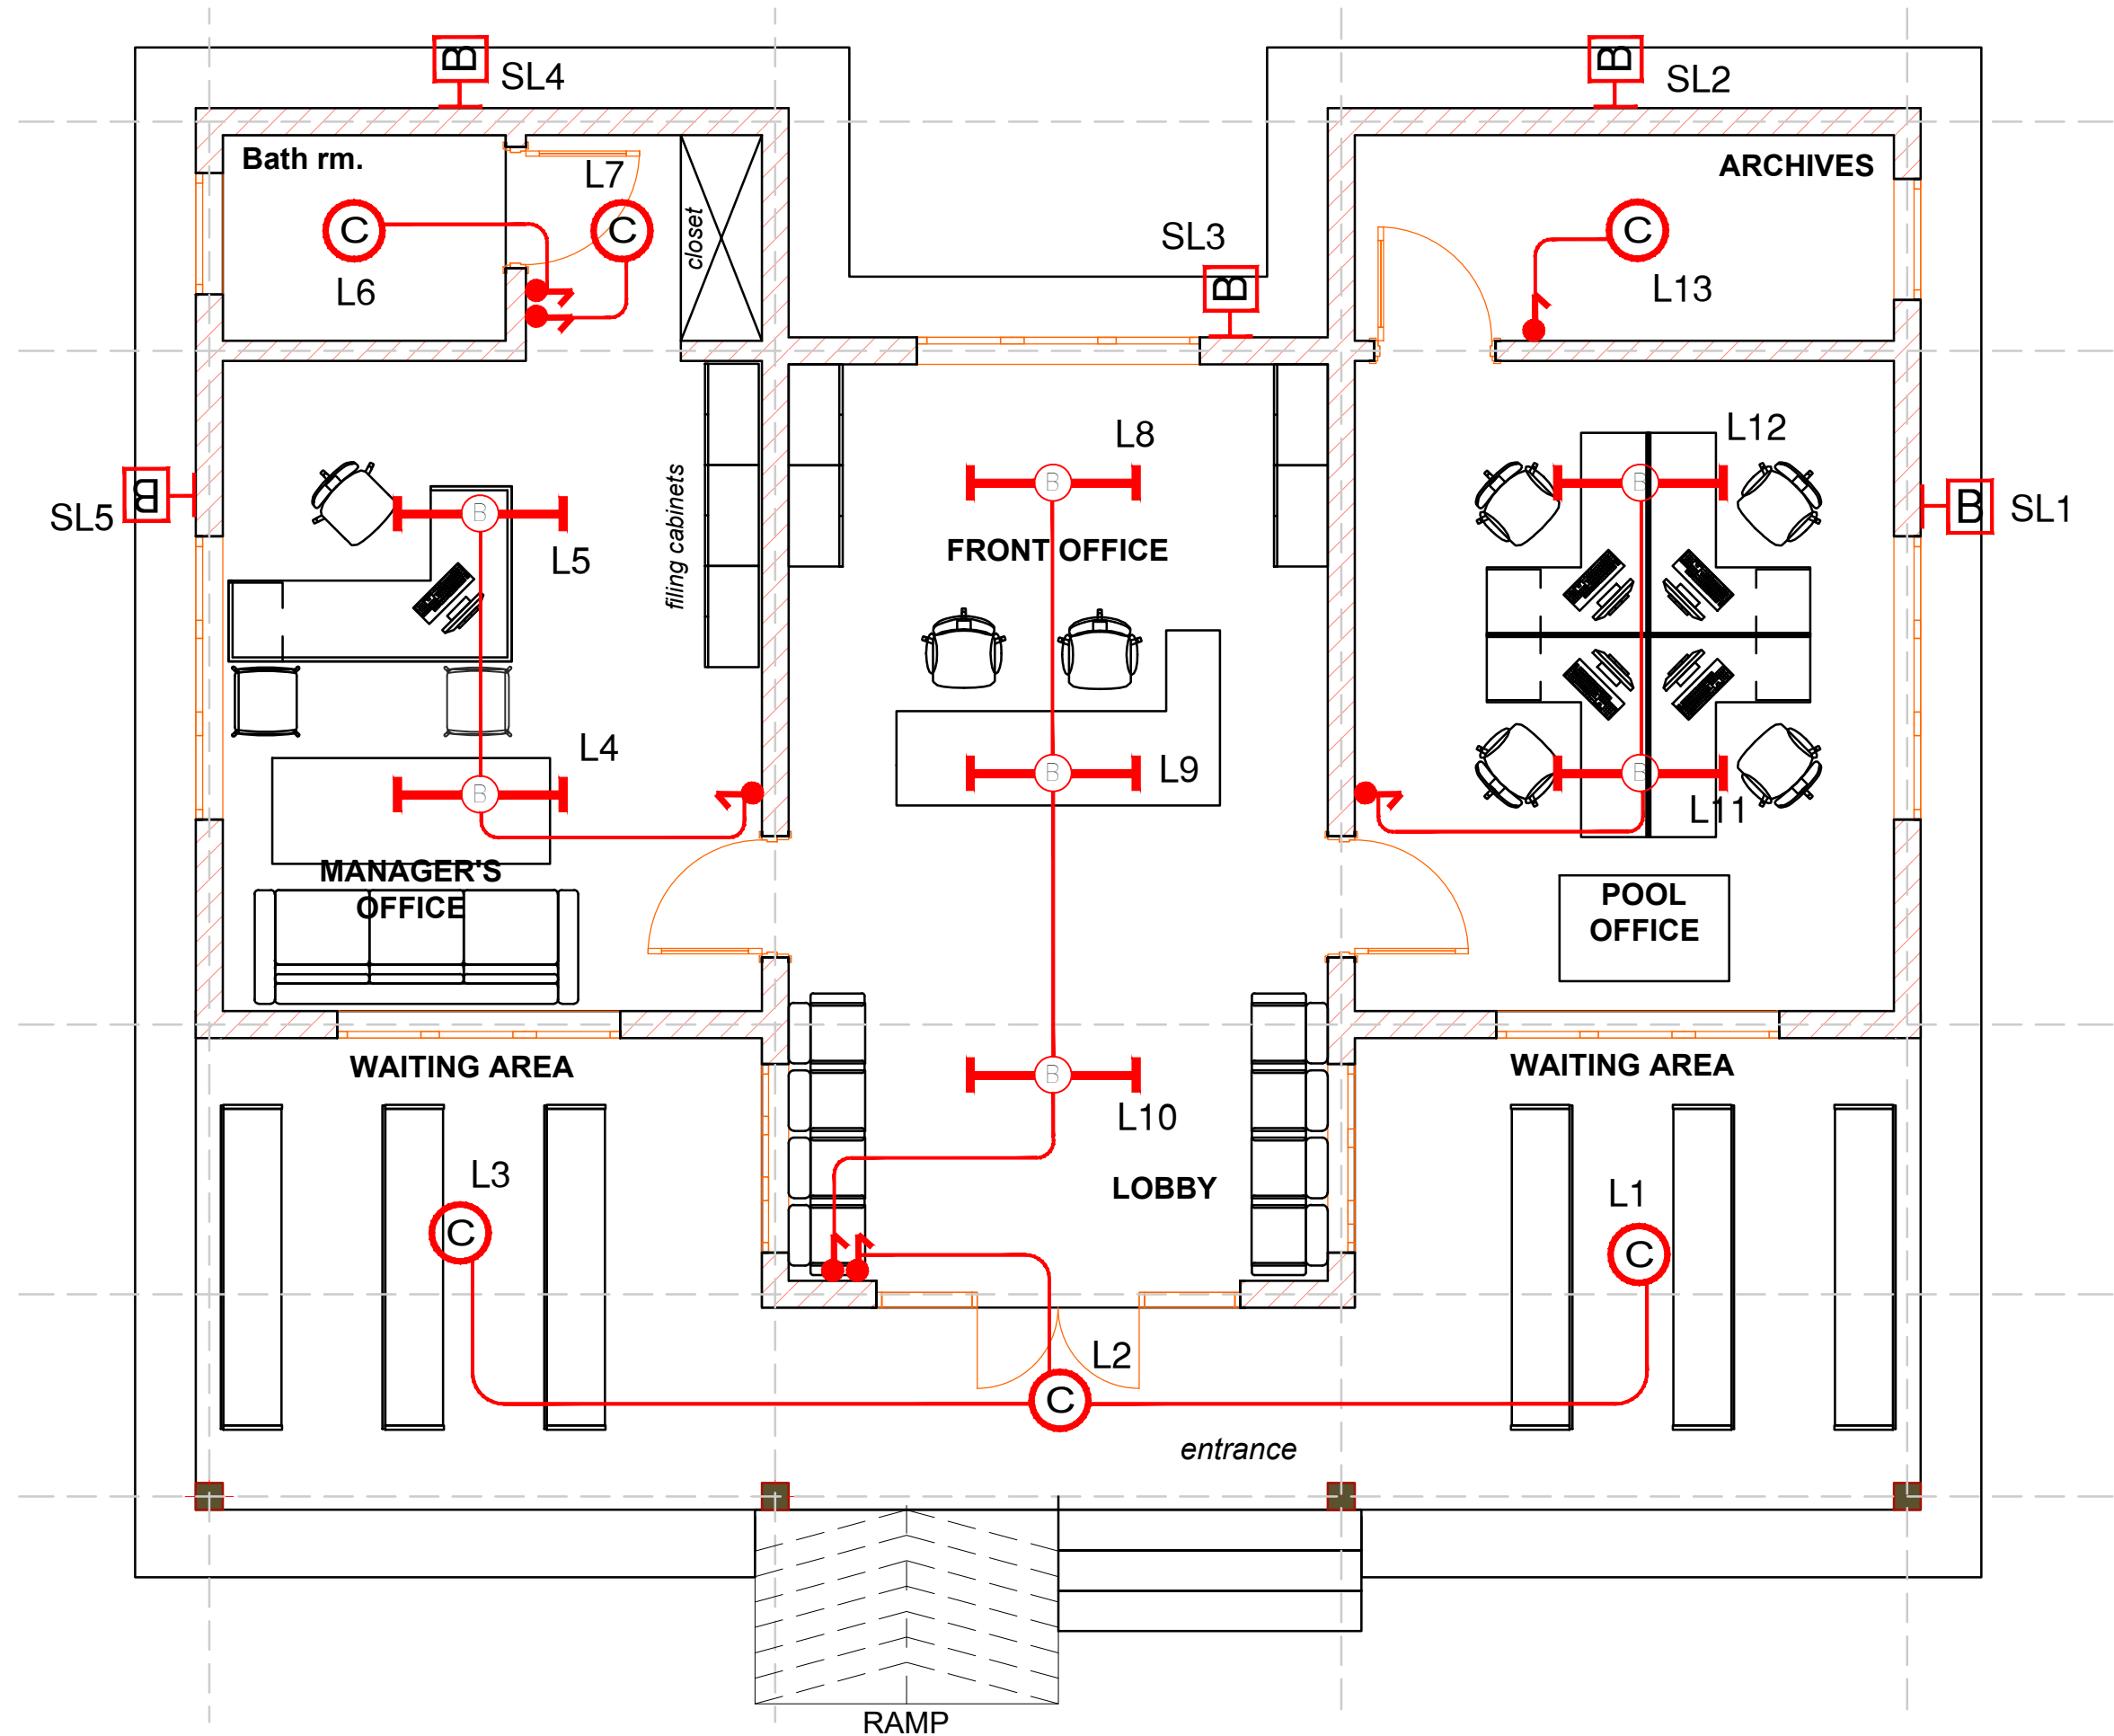 B
SL4
B
SL2
Bath rm.
L7
closet
ARCHIVES
C
C
C
L6
SL3
B
L13
L8
L12
B
B
B
B
B
SL5
B
SL1
L5
filing cabinets
FRONT OFFICE
L4
B
B
L9
B
L11
MANAGER'S
OFFICE
POOL
OFFICE
WAITING AREA
WAITING AREA
B
L10
L3
LOBBY
L1
C
C
L2
C
entrance
RAMP